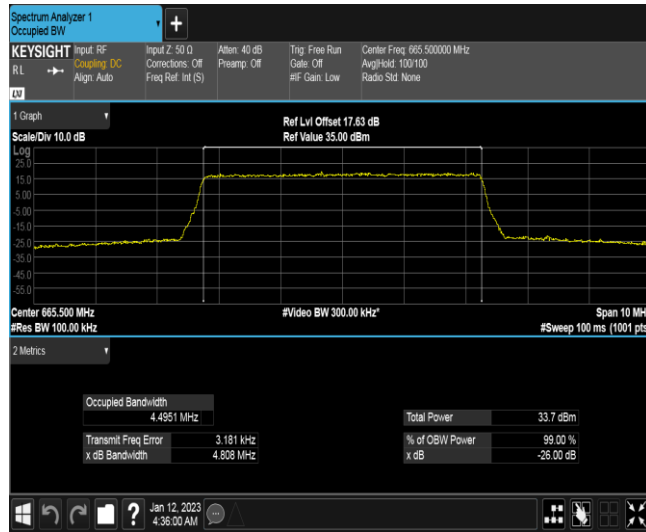 Spectrum Analyzer 1
Occupied BW
+
KEYSIGHT
RL
LXI
Input: RF
Coupling: DC
Align: Auto
Input Z: 50 Ω
Corrections: Off
Freq Ref: Int (S)
Atten: 40 dB
Preamp: Off
Trig: Free Run
Gate: Off
#IF Gain: Low
Center Freq: 665.500000 MHz
Avg|Hold: 100/100
Radio Std: None
1 Graph
Scale/Div 10.0 dB
Ref Lvl Offset 17.63 dB
Ref Value 35.00 dBm
Log
25.0
15.0
5.00
-5.00
-15.0
-25.0
-35.0
-45.0
-55.0
Center 665.500 MHz
#Video BW 300.00 kHz*
Span 10 MH
#Res BW 100.00 kHz
#Sweep 100 ms (1001 pts
2 Metrics
Occupied Bandwidth
4.4951 MHz
Total Power 33.7 dBm
Transmit Freq Error 3.181 kHz
% of OBW Power 99.00 %
x dB Bandwidth 4.808 MHz
x dB -26.00 dB
?
Jan 12, 2023
4:36:00 AM